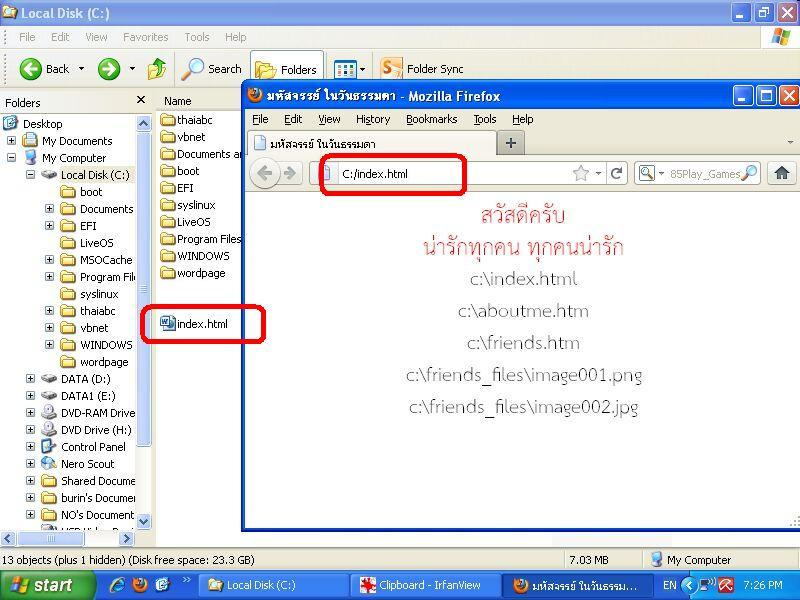 Local Disk (C:)
File Edit View Favorites Tools Help
Back Search Folders Folder Sync
Folders
Desktop
My Documents
My Computer
Local Disk (C:)
boot
Documents
EFI
LiveOS
MSOCache
Program Fil
syslinux
thaiabc
vbnet
WINDOWS
wordpage
DATA (D:)
DATA1 (E:)
DVD-RAM Drive
DVD Drive (H:)
Control Panel
Nero Scout
Shared Docume
burin's Documen
NO's Document
Name
thaiabc
vbnet
Documents an
boot
EFI
syslinux
LiveOS
Program Files
WINDOWS
wordpage
index.html
มหัสจรรย์ ในวันธรรมดา - Mozilla Firefox
File Edit View History Bookmarks Tools Help
มหัสจรรย์ ในวันธรรมดา
C:/index.html
85Play_Games
สวัสดีครับ
น่ารักทุกคน ทุกคนน่ารัก
c:\index.html
c:\aboutme.htm
c:\friends.htm
c:\friends_files\image001.png
c:\friends_files\image002.jpg
13 objects (plus 1 hidden) (Disk free space: 23.3 GB) 7.03 MB My Computer
start Local Disk (C:) Clipboard - IrfanView มหัสจรรย์ ในวันธรรม... EN 7:26 PM